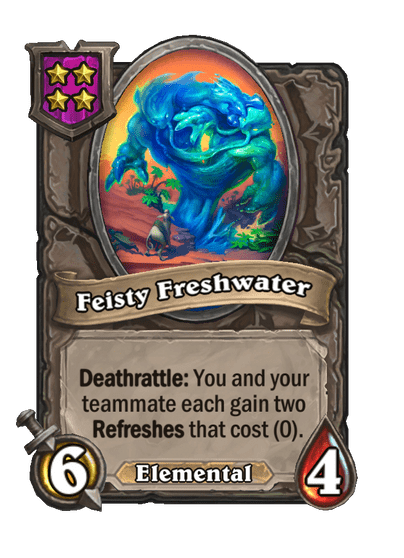 Feisty Freshwater
Deathrattle: You and your
teammate each gain two
Refreshes that cost (0).
6
Elemental
4